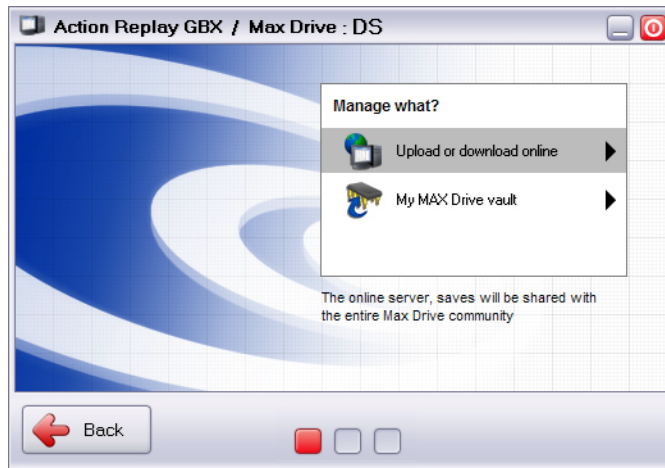 Action Replay GBX / Max Drive : DS
Manage what?
Upload or download online
My MAX Drive vault
The online server, saves will be shared with
the entire Max Drive community
Back